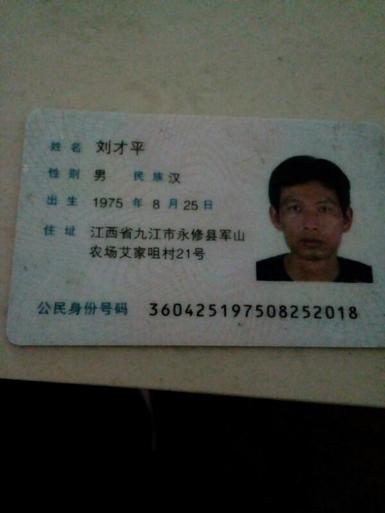 姓名 刘才平
性别 男 民族 汉
出生 1975 年 8 月 25 日
住址 江西省九江市永修县军山
农场艾家咀村21号
公民身份号码 360425197508252018